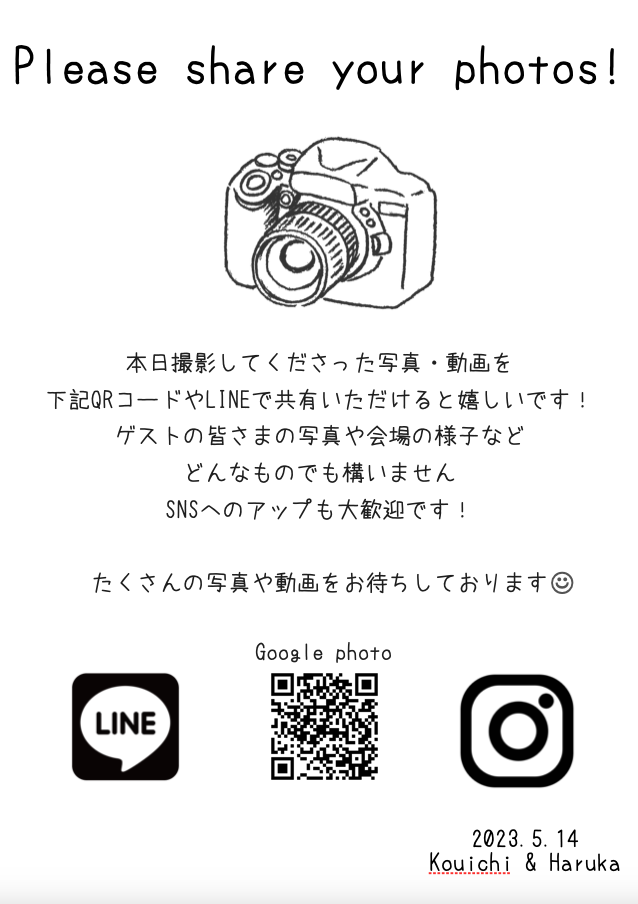 Please share your photos!
本日撮影してくださった写真・動画を
下記QRコードやLINEで共有いただけると嬉しいです！
ゲストの皆さまの写真や会場の様子など
どんなものでも構いません
SNSへのアップも大歓迎です！
たくさんの写真や動画をお待ちしております☺
Google photo
LINE
2023.5.14
Kouichi & Haruka